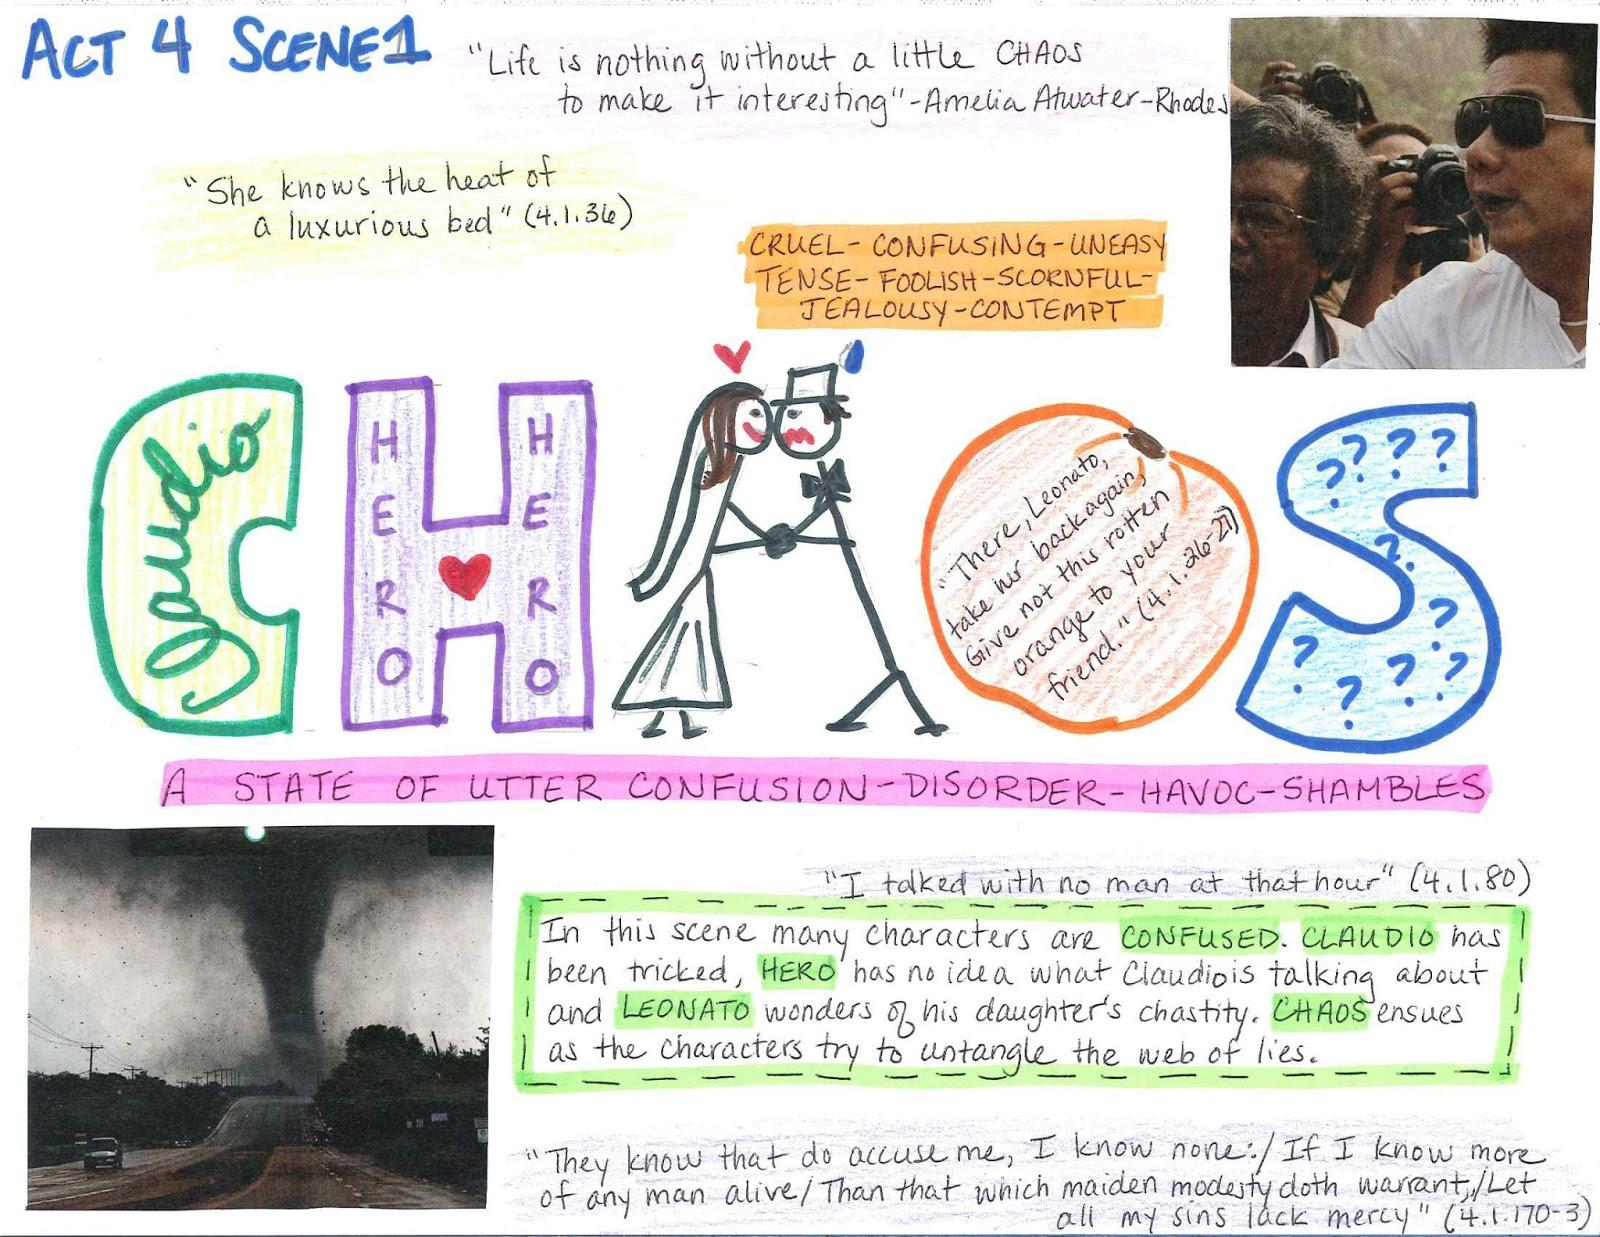 ACT 4 SCENE1
"Life is nothing without a little CHAOS
to make it interesting"-Amelia Atwater-Rhodes
"She knows the heat of
a luxurious bed" (4.1.36)
CRUEL- CONFUSING-UNEASY
TENSE- FOOLISH-SCORNFUL-
JEALOUSY-CONTEMPT
CHAOS
Claudio
HERO
HERO
"There, Leonato,
take her back again,
Give not this rotten
orange to your
friend." (4.1.26-27)
? ? ? ?
?
?
? ? ?
?
A STATE OF UTTER CONFUSION-DISORDER-HAVOC-SHAMBLES
"I talked with no man at that hour" (4.1.80)
In this scene many characters are CONFUSED. CLAUDIO has
been tricked, HERO has no idea what Claudio is talking about
and LEONATO wonders of his daughter's chastity. CHAOS ensues
as the characters try to untangle the web of lies.
"They know that do accuse me, I know none:/If I know more
of any man alive/Than that which maiden modesty doth warrant,/Let
all my sins lack mercy" (4.1.170-3)